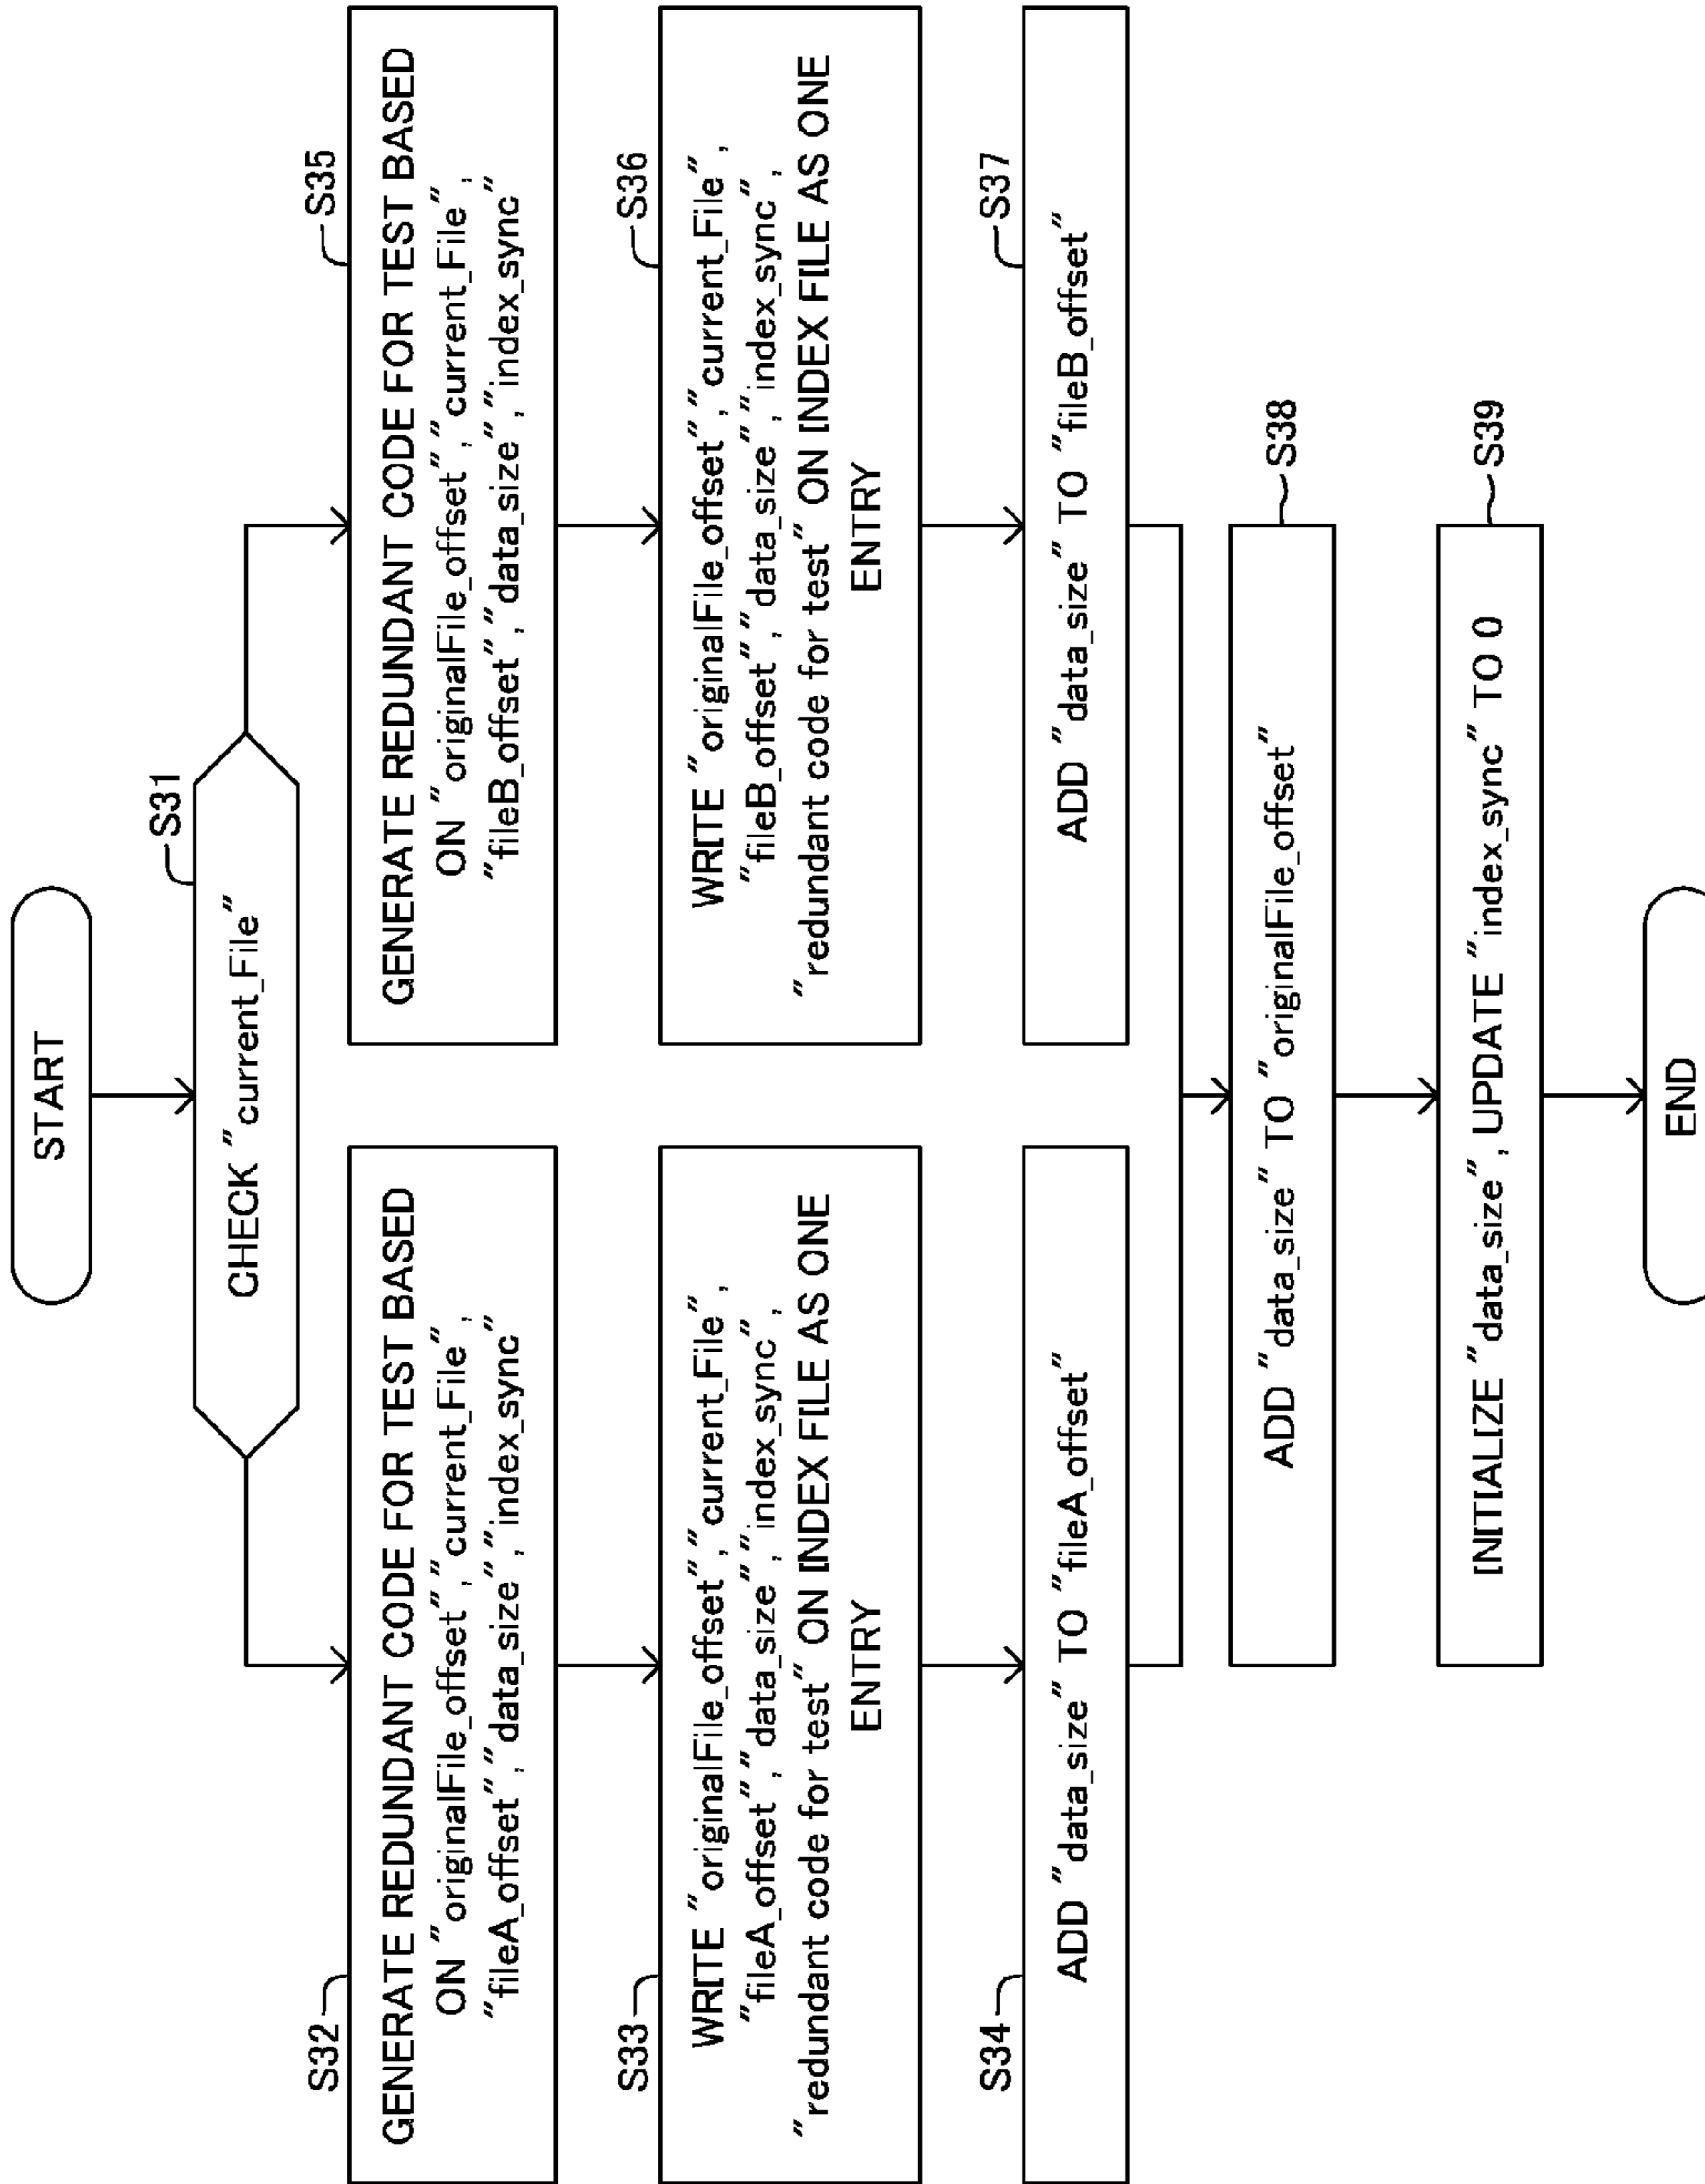 START
S31
CHECK "current_File"
S32
GENERATE REDUNDANT CODE FOR TEST BASED
ON "originalFile_offset","current_File",
"fileA_offset","data_size","index_sync"
S33
WRITE "originalFile_offset","current_File",
"fileA_offset","data_size","index_sync",
"redundant code for test" ON INDEX FILE AS ONE
ENTRY
S34
ADD "data_size" TO "fileA_offset"
S35
GENERATE REDUNDANT CODE FOR TEST BASED
ON "originalFile_offset","current_File",
"fileB_offset","data_size","index_sync"
S36
WRITE "originalFile_offset","current_File",
"fileB_offset","data_size","index_sync",
"redundant code for test" ON INDEX FILE AS ONE
ENTRY
S37
ADD "data_size" TO "fileB_offset"
S38
ADD "data_size" TO "originalFile_offset"
S39
INITIALIZE "data_size", UPDATE "index_sync" TO 0
END